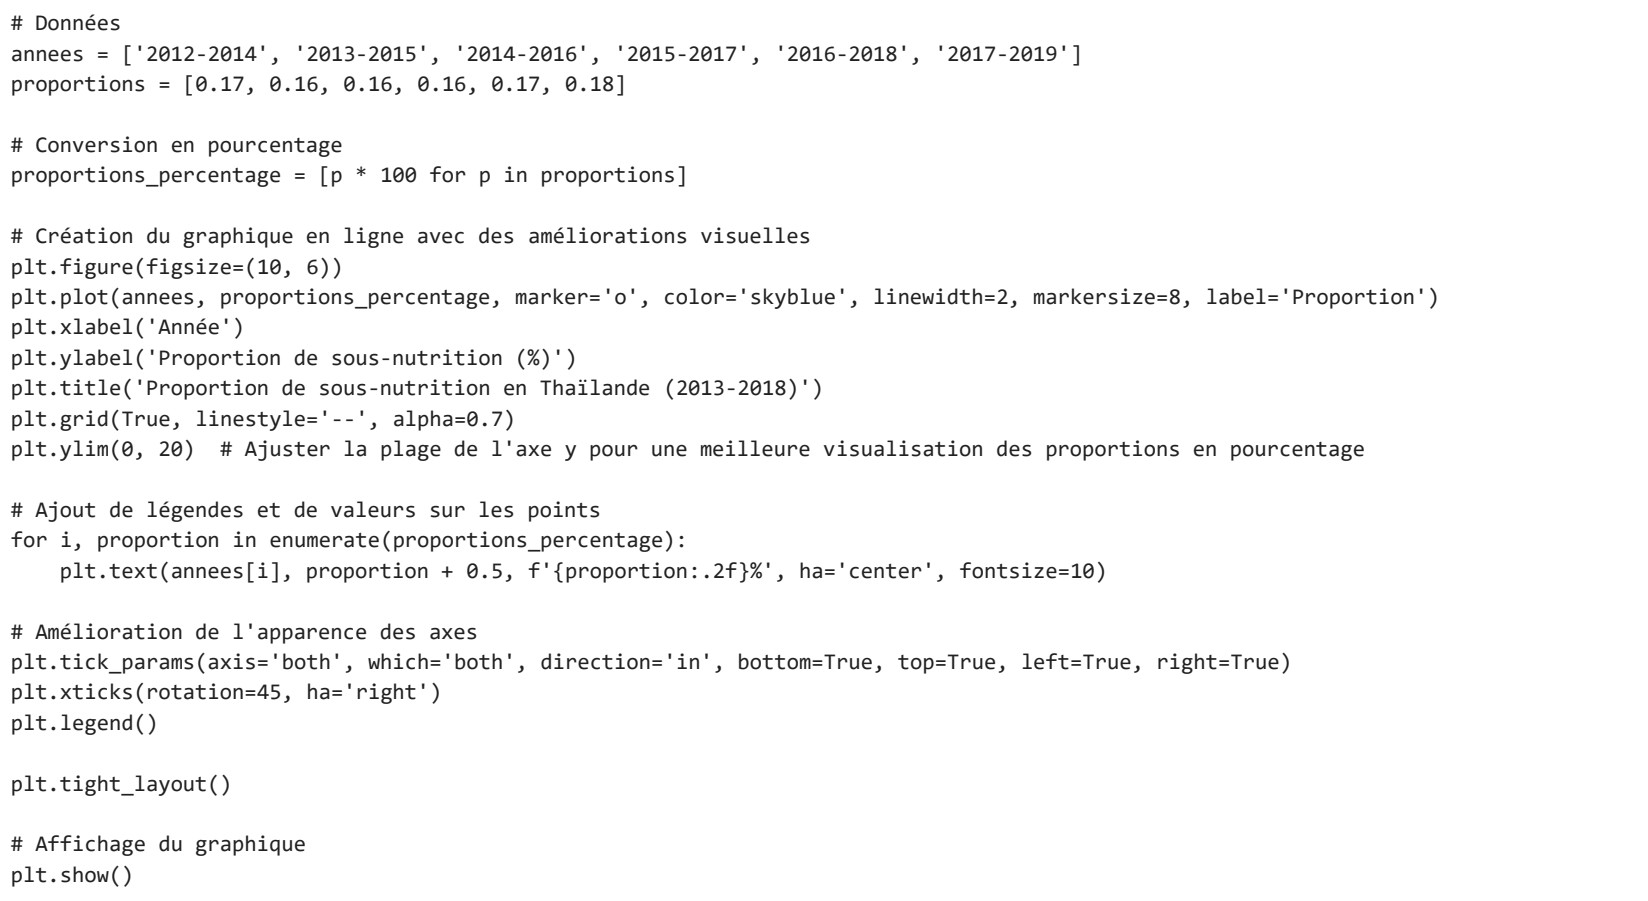 # Données
annees = ['2012-2014', '2013-2015', '2014-2016', '2015-2017', '2016-2018', '2017-2019']
proportions = [0.17, 0.16, 0.16, 0.16, 0.17, 0.18]

# Conversion en pourcentage
proportions_percentage = [p * 100 for p in proportions]

# Création du graphique en ligne avec des améliorations visuelles
plt.figure(figsize=(10, 6))
plt.plot(annees, proportions_percentage, marker='o', color='skyblue', linewidth=2, markersize=8, label='Proportion')
plt.xlabel('Année')
plt.ylabel('Proportion de sous-nutrition (%)')
plt.title('Proportion de sous-nutrition en Thaïlande (2013-2018)')
plt.grid(True, linestyle='--', alpha=0.7)
plt.ylim(0, 20)  # Ajuster la plage de l'axe y pour une meilleure visualisation des proportions en pourcentage

# Ajout de légendes et de valeurs sur les points
for i, proportion in enumerate(proportions_percentage):
    plt.text(annees[i], proportion + 0.5, f'{proportion:.2f}%', ha='center', fontsize=10)

# Amélioration de l'apparence des axes
plt.tick_params(axis='both', which='both', direction='in', bottom=True, top=True, left=True, right=True)
plt.xticks(rotation=45, ha='right')
plt.legend()

plt.tight_layout()

# Affichage du graphique
plt.show()